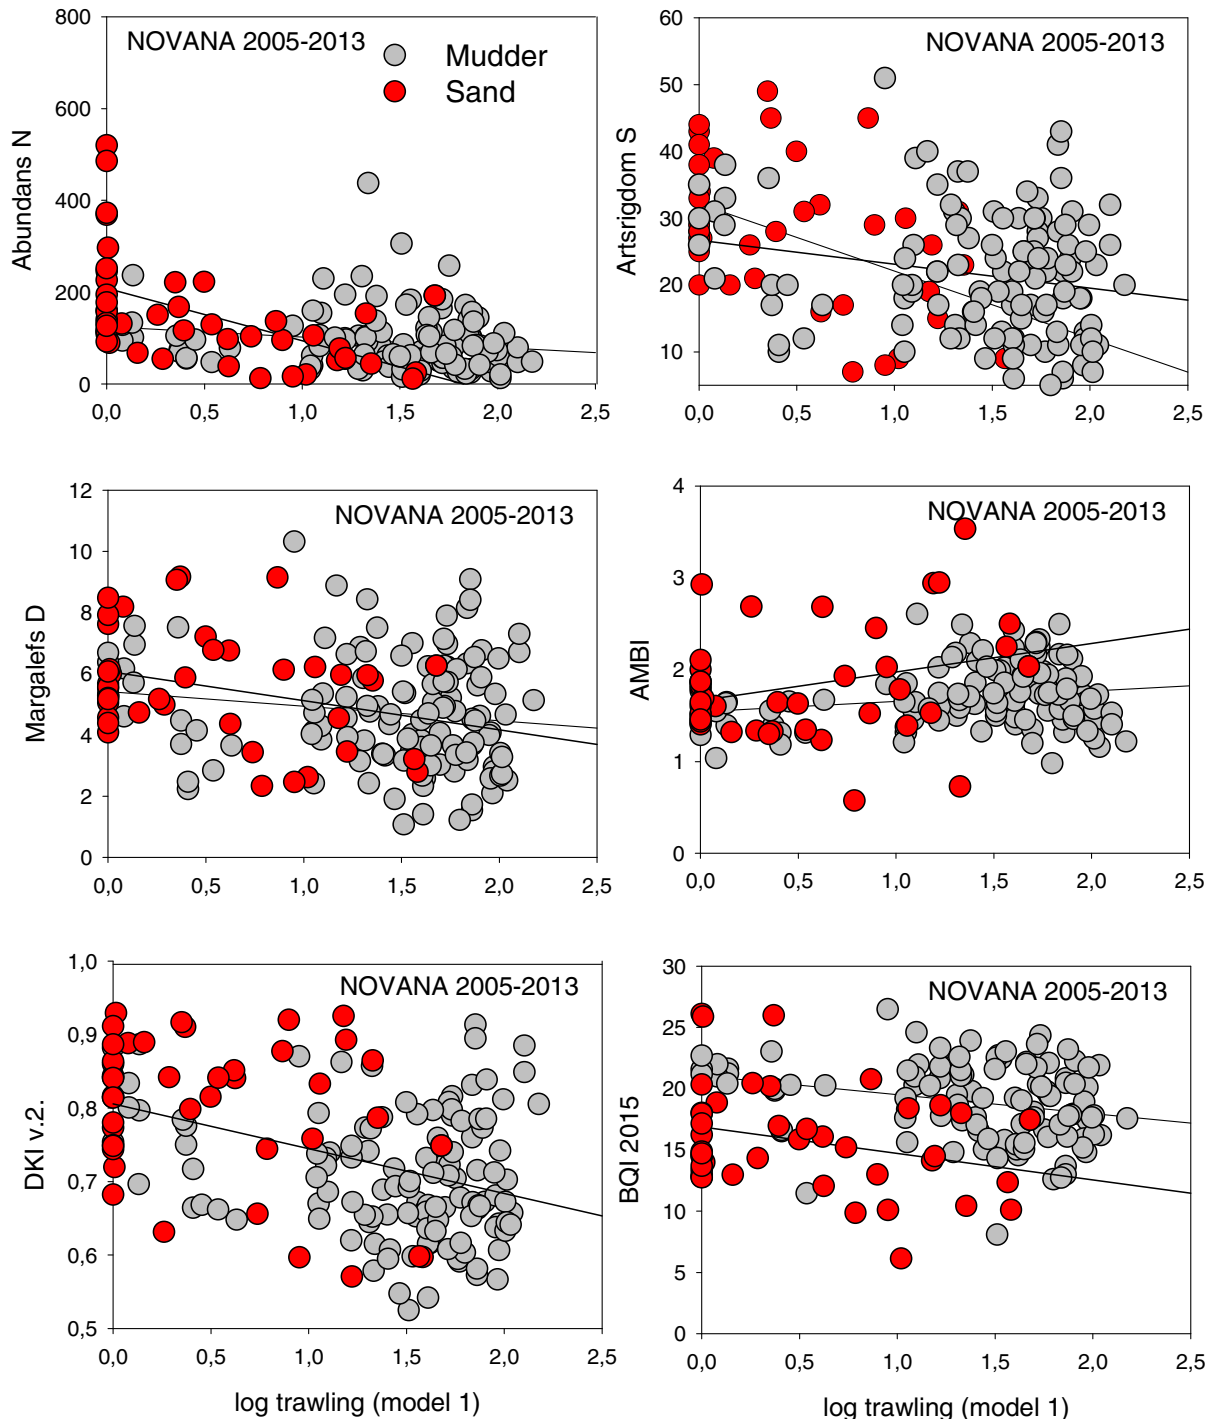 800
600
400
200
0
Abundans N
NOVANA 2005-2013
Mudder
Sand
0,0 0,5 1,0 1,5 2,0 2,5
60
50
40
30
20
10
Artsrigdom S
NOVANA 2005-2013
0,0 0,5 1,0 1,5 2,0 2,5
12
10
8
6
4
2
0
Margalefs D
NOVANA 2005-2013
0,0 0,5 1,0 1,5 2,0 2,5
4
3
2
1
0
AMBI
NOVANA 2005-2013
0,0 0,5 1,0 1,5 2,0 2,5
1,0
0,9
0,8
0,7
0,6
0,5
DKI v.2.
NOVANA 2005-2013
0,0 0,5 1,0 1,5 2,0 2,5
log trawling (model 1)
30
25
20
15
10
5
0
BQI 2015
NOVANA 2005-2013
0,0 0,5 1,0 1,5 2,0 2,5
log trawling (model 1)